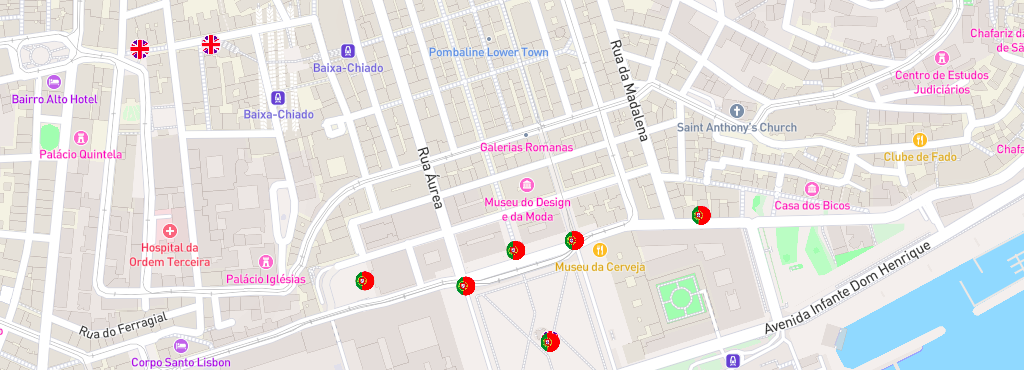 Chafariz da
de Sã
Pombaline Lower Town
Rua da Madalena
Baixa-Chiado
Centro de Estudos
Judiciários
Bairro Alto Hotel
Baixa-Chiado
Saint Anthony's Church
Galerias Romanas
Chafa
Palácio Quintela
Clube de Fado
Rua Áurea
Museu do Design
e da Moda
Casa dos Bicos
Hospital da
Ordem Terceira
Museu da Cerveja
Palácio Iglésias
Avenida Infante Dom Henrique
Rua do Ferragial
Corpo Santo Lisbon